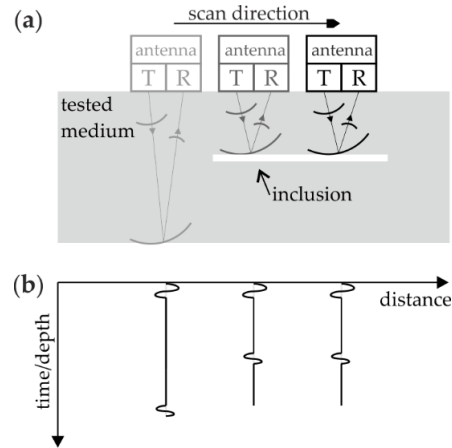 (a)
scan direction
antenna antenna antenna
T R T R T R
tested
medium
inclusion
(b)
distance
time/depth